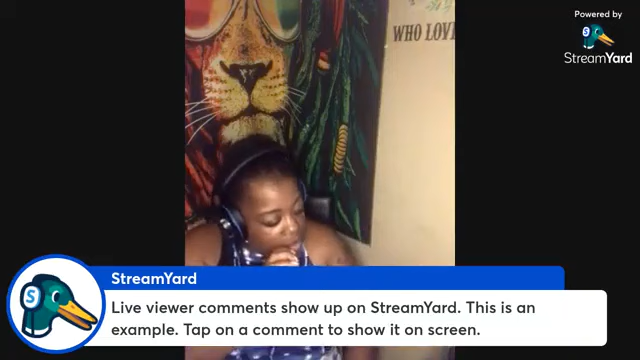 Powered by
StreamYard
WHO
StreamYard
S
Live viewer comments show up on StreamYard. This is an
example. Tap on a comment to show it on screen.